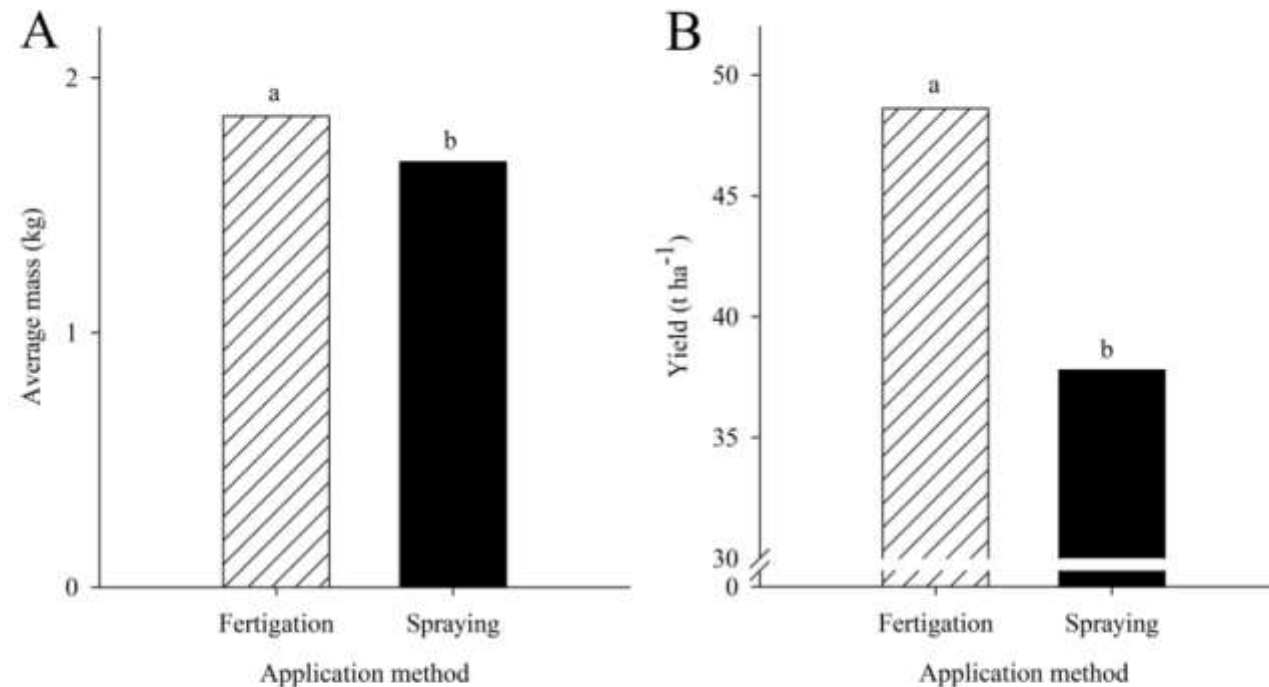 A
Average mass (kg)
2
1
0
a
b
Fertigation Spraying
Application method
B
Yield (t ha⁻¹)
50
45
40
35
30
0
a
b
Fertigation Spraying
Application method